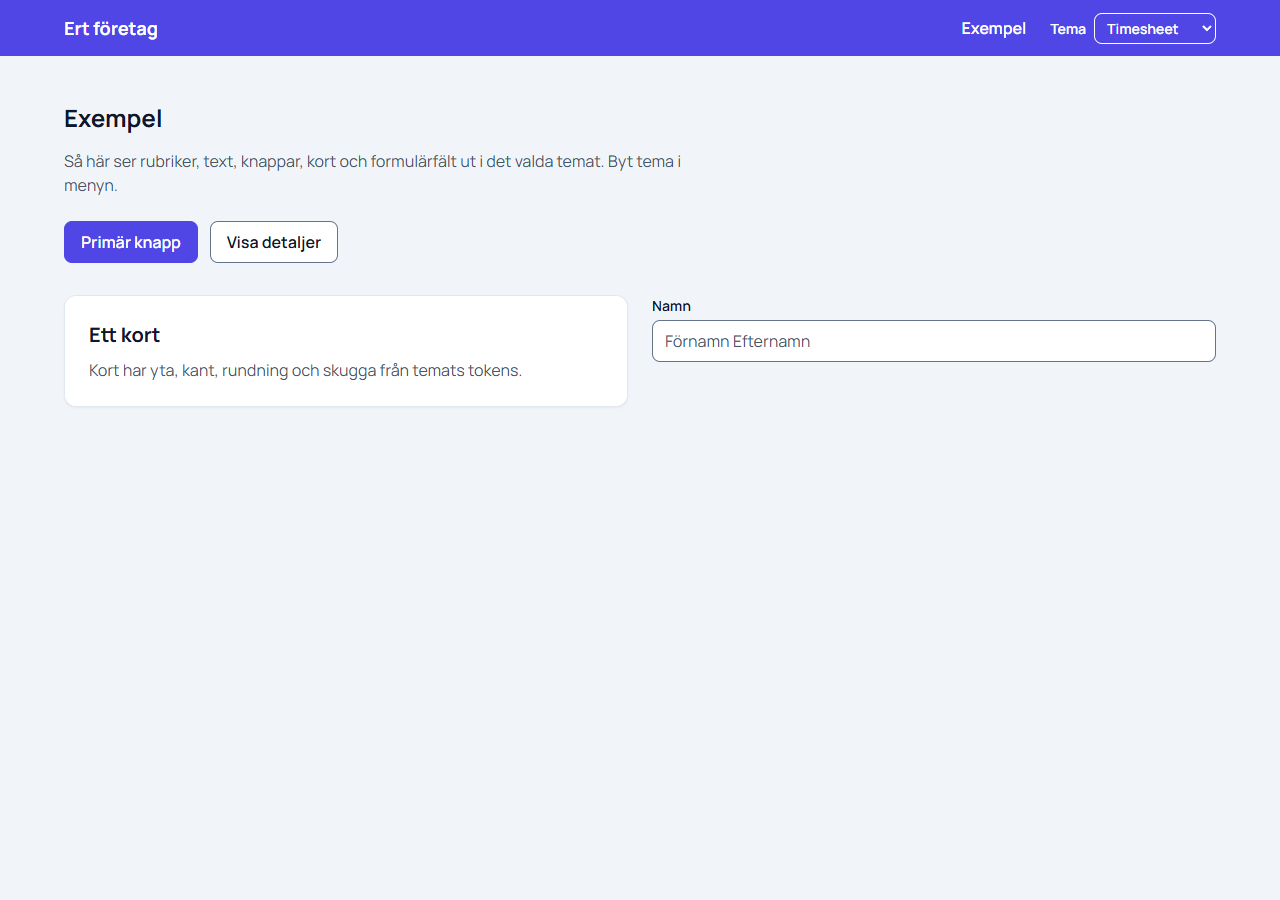 Ert företag
Exempel
Tema
Timesheet
Exempel
Så här ser rubriker, text, knappar, kort och formulärfält ut i det valda temat. Byt tema i
menyn.
Primär knapp
Visa detaljer
Ett kort
Kort har yta, kant, rundning och skugga från temats tokens.
Namn
Förnamn Efternamn